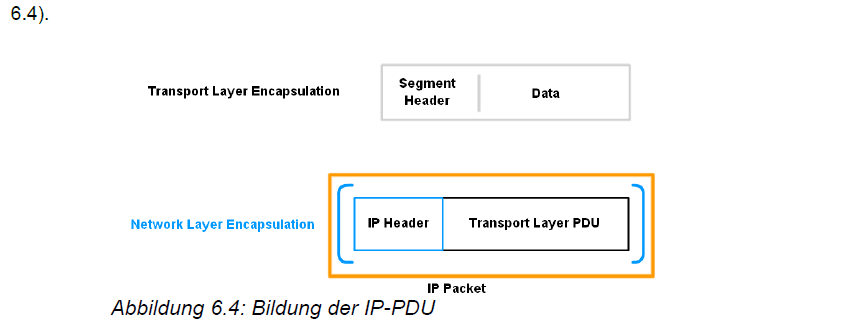 6.4).
Transport Layer Encapsulation
Segment
Header
Data
Network Layer Encapsulation
IP Header
Transport Layer PDU
IP Packet
Abbildung 6.4: Bildung der IP-PDU